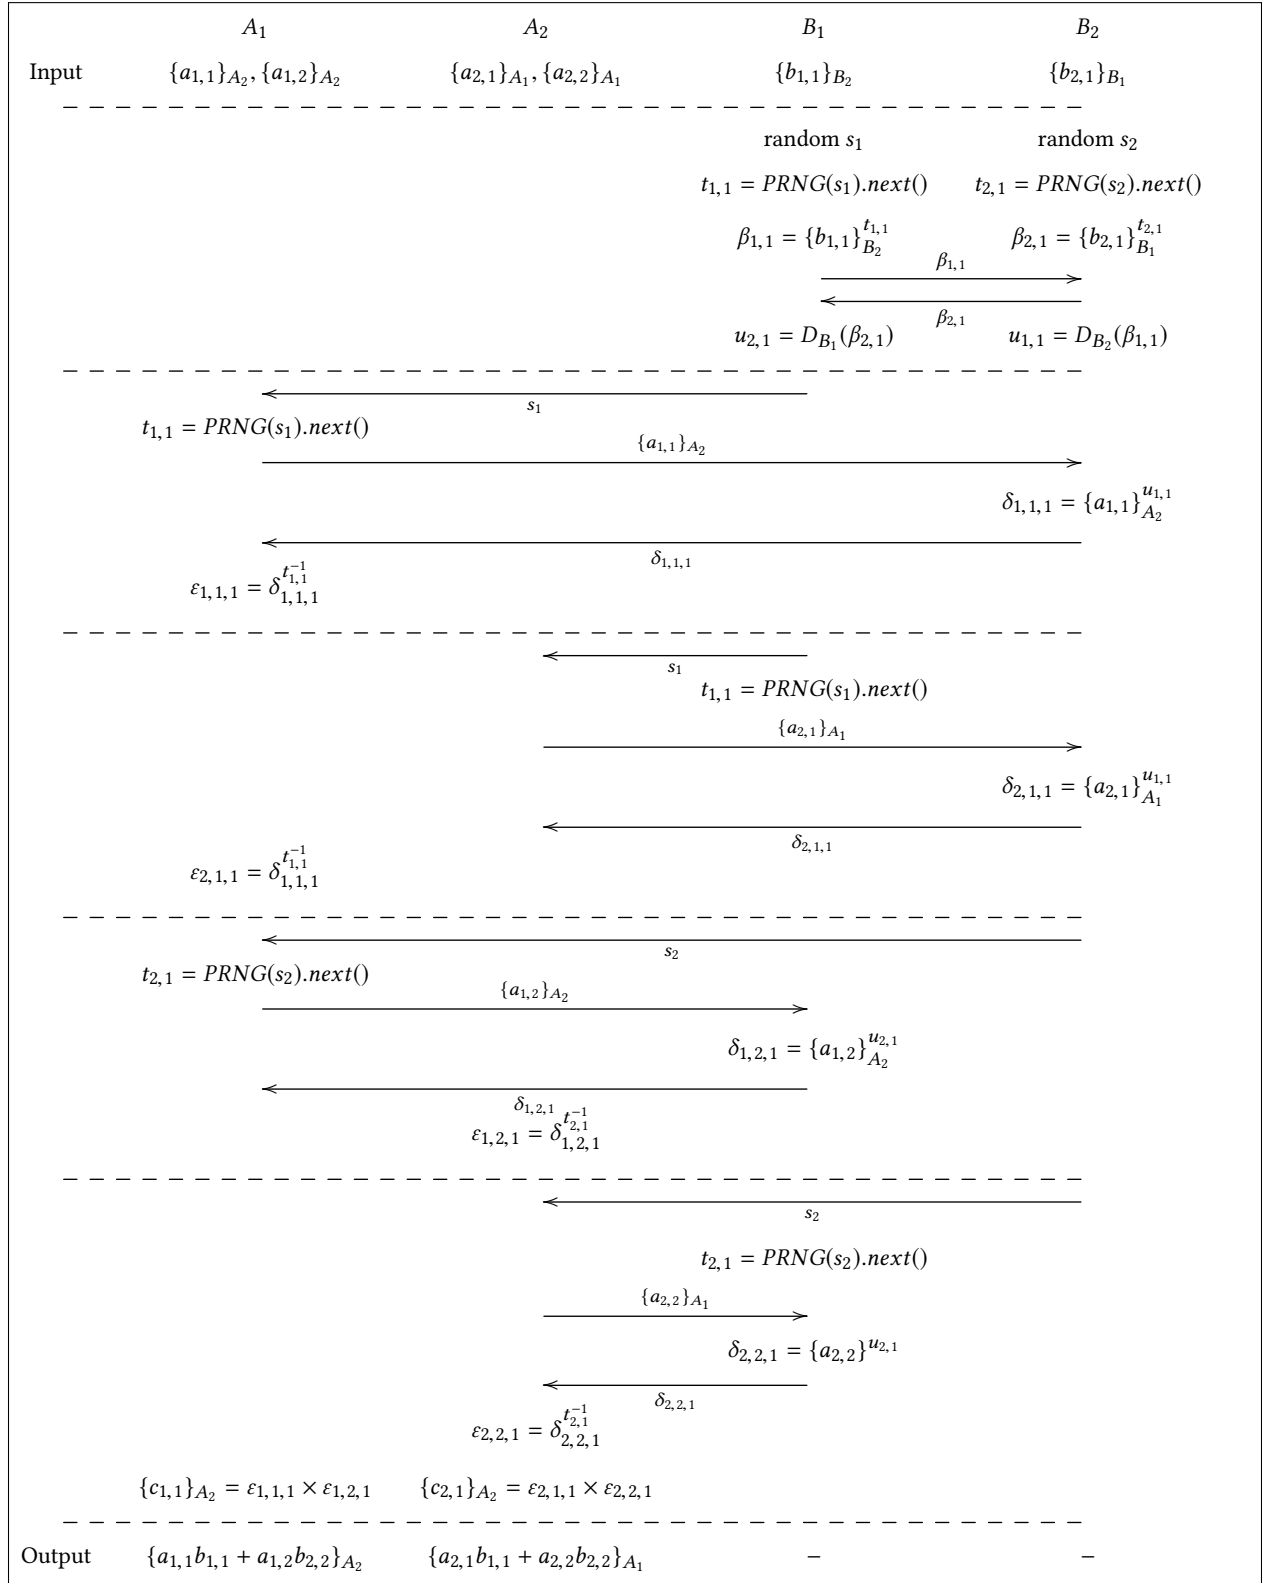 A₁ A₂ B₁ B₂
Input {a₁,₁}_{A₂}, {a₁,₂}_{A₂} {a₂,₁}_{A₁}, {a₂,₂}_{A₁} {b₁,₁}_{B₂} {b₂,₁}_{B₁}
random s₁ random s₂
t₁,₁ = PRNG(s₁).next() t₂,₁ = PRNG(s₂).next()
β₁,₁ = {b₁,₁}_{B₂}^{t₁,₁} β₂,₁ = {b₂,₁}_{B₁}^{t₂,₁}
β₁,₁
β₂,₁
u₂,₁ = D_{B₁}(β₂,₁) u₁,₁ = D_{B₂}(β₁,₁)
s₁
t₁,₁ = PRNG(s₁).next()
{a₁,₁}_{A₂}
δ₁,₁,₁ = {a₁,₁}_{A₂}^{u₁,₁}
δ₁,₁,₁
ε₁,₁,₁ = δ₁,₁,₁^{t₁,₁^{-1}}
s₁
t₁,₁ = PRNG(s₁).next()
{a₂,₁}_{A₁}
δ₂,₁,₁ = {a₂,₁}_{A₁}^{u₁,₁}
δ₂,₁,₁
ε₂,₁,₁ = δ₁,₁,₁^{t₁,₁^{-1}}
s₂
t₂,₁ = PRNG(s₂).next()
{a₁,₂}_{A₂}
δ₁,₂,₁ = {a₁,₂}_{A₂}^{u₂,₁}
δ₁,₂,₁
ε₁,₂,₁ = δ₁,₂,₁^{t₂,₁^{-1}}
s₂
t₂,₁ = PRNG(s₂).next()
{a₂,₂}_{A₁}
δ₂,₂,₁ = {a₂,₂}^{u₂,₁}
δ₂,₂,₁
ε₂,₂,₁ = δ₂,₂,₁^{t₂,₁^{-1}}
{c₁,₁}_{A₂} = ε₁,₁,₁ × ε₁,₂,₁ {c₂,₁}_{A₂} = ε₂,₁,₁ × ε₂,₂,₁
Output {a₁,₁b₁,₁ + a₁,₂b₂,₂}_{A₂} {a₂,₁b₁,₁ + a₂,₂b₂,₂}_{A₁} – –